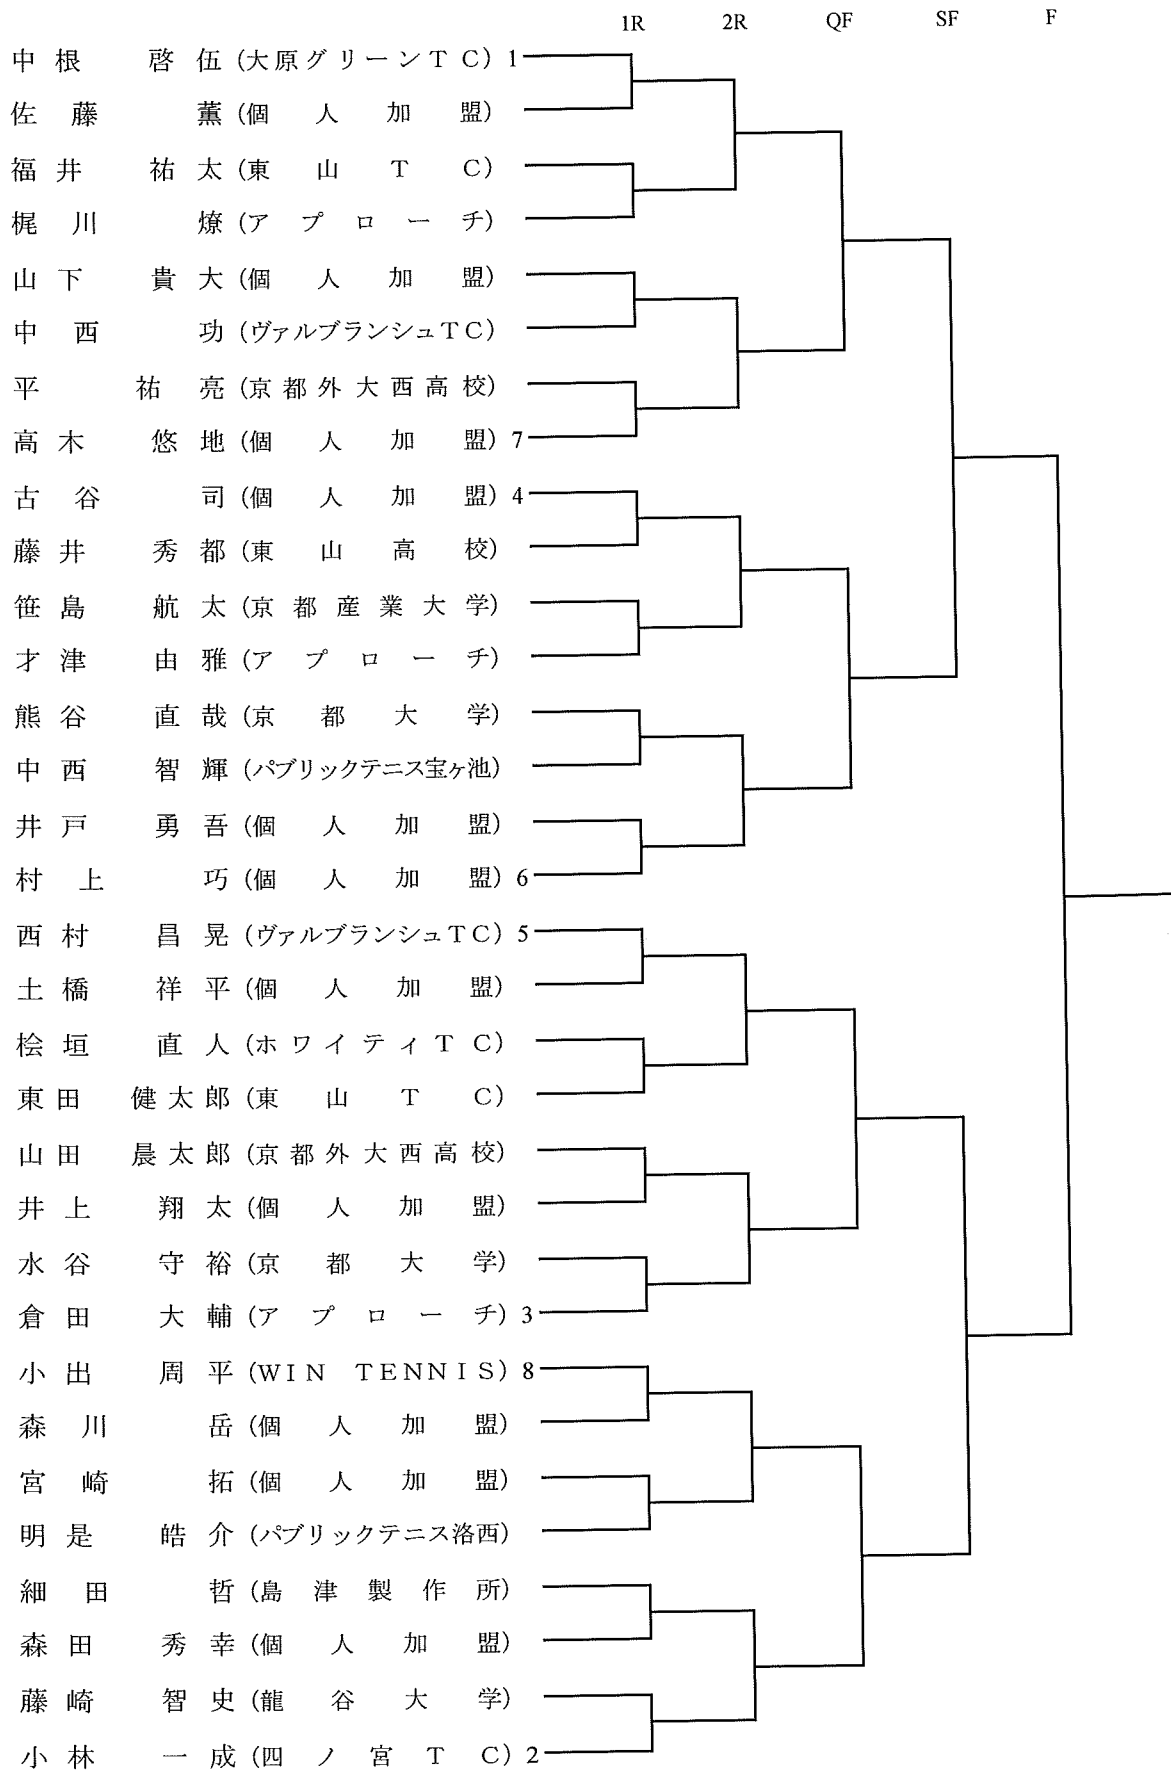 1R 2R QF SF F
中根 啓伍 (大原グリーンTC) 1
佐藤 薫 (個人加盟)
福井 祐太 (東山TC)
梶川 燎 (アプローチ)
山下 貴大 (個人加盟)
中西 功 (ヴァルブランシュTC)
平 祐亮 (京都外大西高校)
高木 悠地 (個人加盟) 7
古谷 司 (個人加盟) 4
藤井 秀都 (東山高校)
笹島 航太 (京都産業大学)
才津 由雅 (アプローチ)
熊谷 直哉 (京都大学)
中西 智輝 (パブリックテニス宝ヶ池)
井戸 勇吾 (個人加盟)
村上 巧 (個人加盟) 6
西村 昌晃 (ヴァルブランシュTC) 5
土橋 祥平 (個人加盟)
桧垣 直人 (ホワイティTC)
東田 健太郎 (東山TC)
山田 晨太郎 (京都外大西高校)
井上 翔太 (個人加盟)
水谷 守裕 (京都大学)
倉田 大輔 (アプローチ) 3
小出 周平 (WIN TENNIS) 8
森川 岳 (個人加盟)
宮崎 拓 (個人加盟)
明是 皓介 (パブリックテニス洛西)
細田 哲 (島津製作所)
森田 秀幸 (個人加盟)
藤崎 智史 (龍谷大学)
小林 一成 (四ノ宮TC) 2